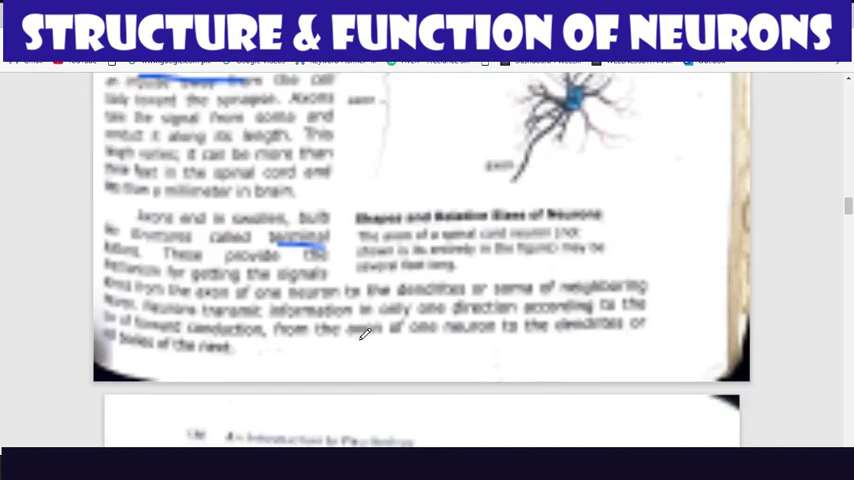 STRUCTURE & FUNCTION OF NEURONS
from the cell
body toward the synapse. Axons
take the signal from soma and
conduct it along its length. This
length varies; it can be more than
three feet in the spinal cord and
less than a millimeter in brain.
axon
axon
Axons end in swollen, bulb
like structures called terminal
buttons. These provide the
mechanism for getting the signals
Shapes and Relative Sizes of Neurons
The axon of a spinal cord neuron (not
shown in its entirety in the figure) may be
several feet long.
across from the axon of one neuron to the dendrites or soma of neighboring
neurons. Neurons transmit information in only one direction according to the
law of forward conduction, from the axon of one neuron to the dendrites or
cell bodies of the next.
An Introduction to Psychology